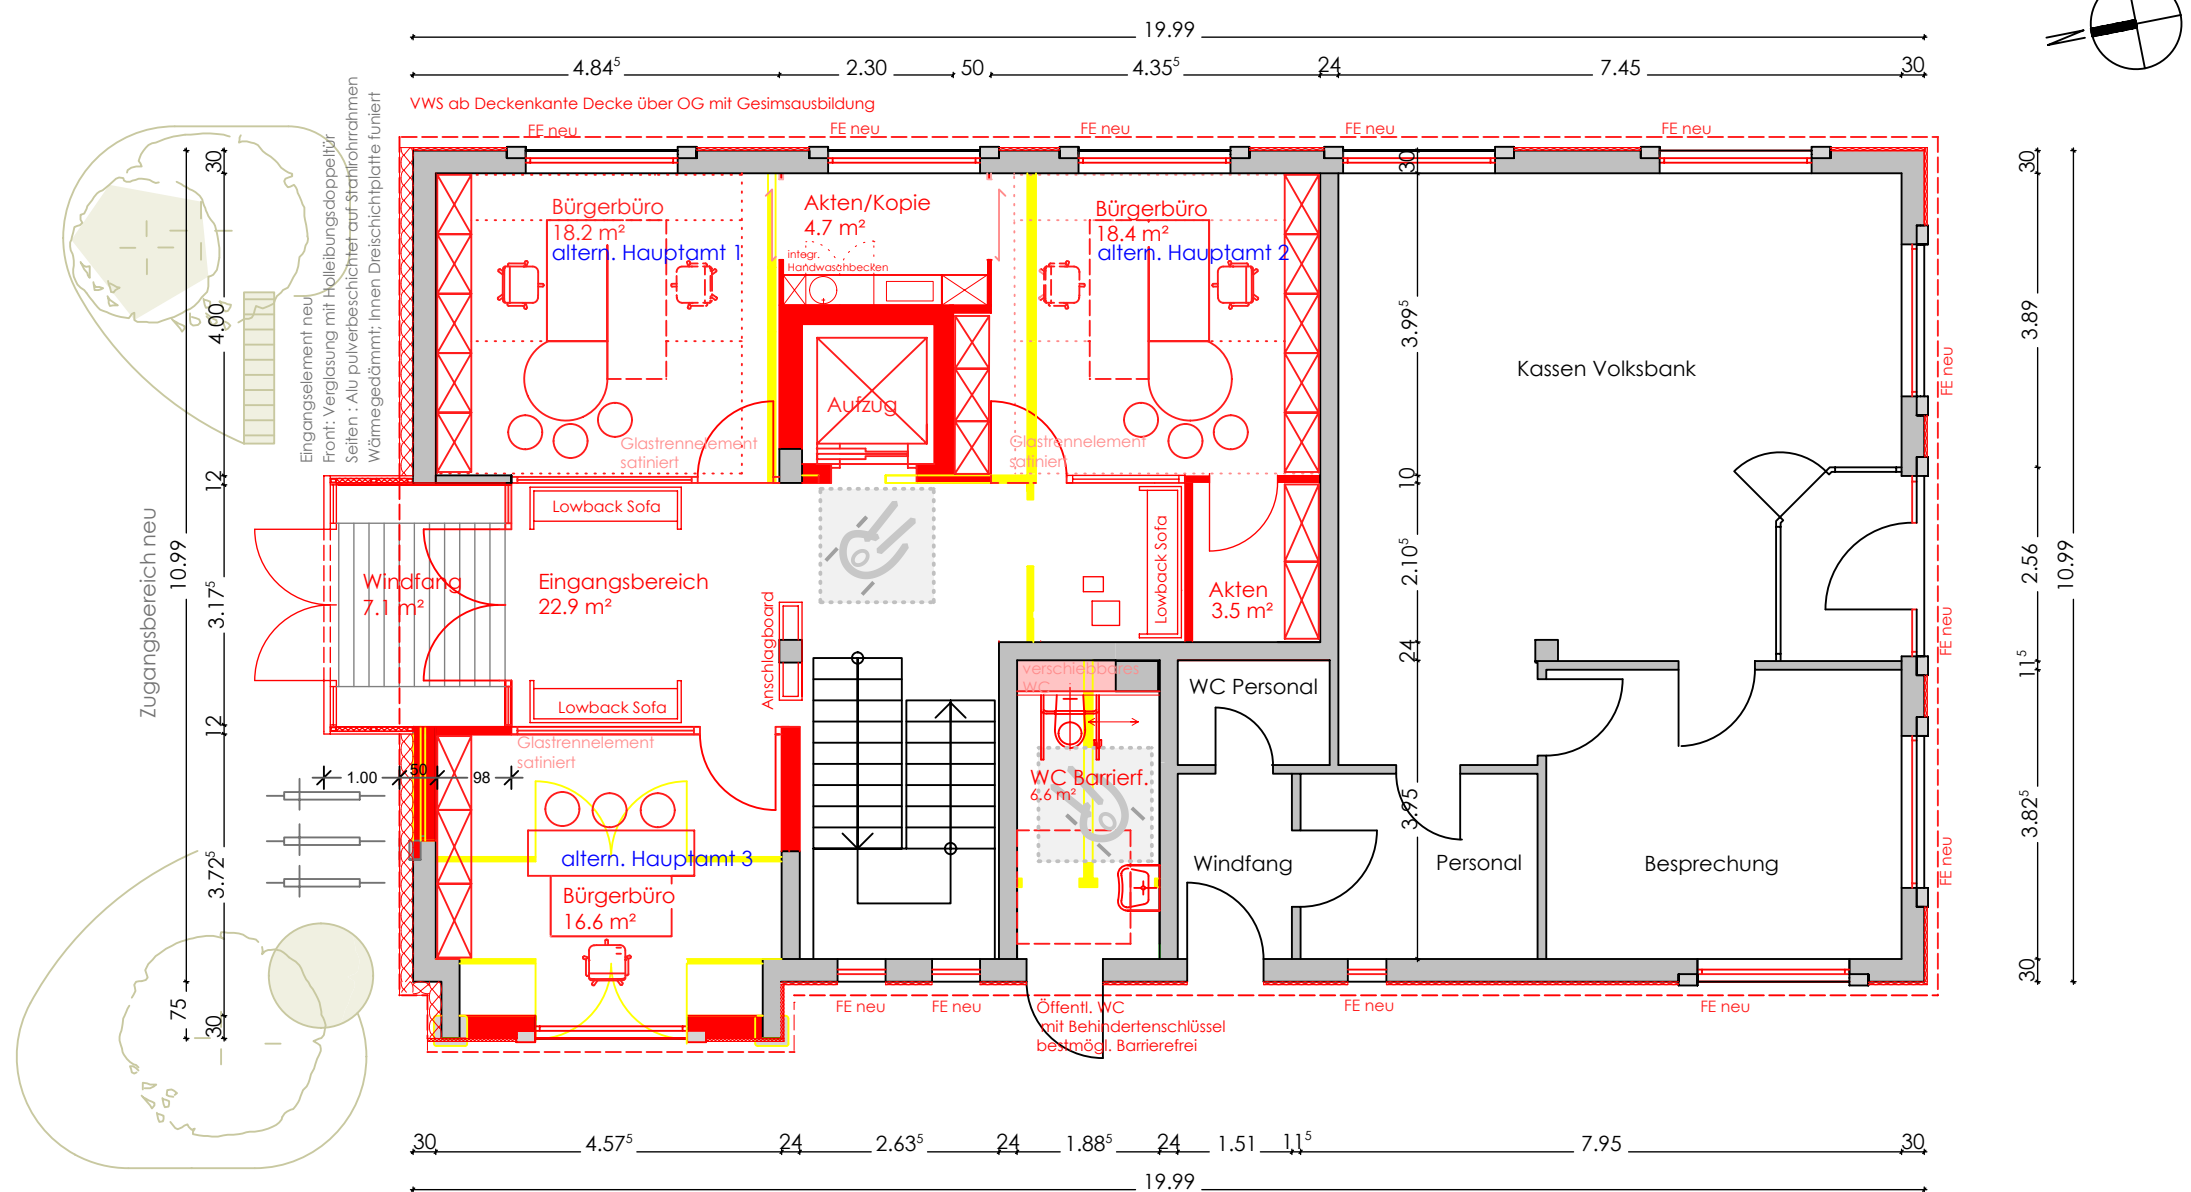 19.99
4.84⁵ 2.30 50 4.35⁵ 24 7.45 30
N
VWS ab Deckenkante Decke über OG mit Gesimsausbildung
FE neu
FE neu
FE neu
FE neu
FE neu
Eingangselement neu
Front: Verglasung mit Holleibungsdoppeltür
Seiten : Alu pulverbeschichtet auf Stahlrohrrahmen
Wärmegedämmt; Innen Dreischichtplatte funiert
Zugangsbereich neu
10.99
75
30
4.00
12
3.17⁵
12
3.72⁵
30
Bürgerbüro
18.2 m²
altern. Hauptamt 1
Akten/Kopie
4.7 m²
integr.
Handwaschbecken
Bürgerbüro
18.4 m²
altern. Hauptamt 2
Aufzug
Glastrennelement
satiniert
Glastrennelement
satiniert
Kassen Volksbank
30
3.99⁵
10
2.10⁵
24
3.95
30
3.89
2.56
11⁵
3.82⁵
30
10.99
FE neu
FE neu
FE neu
Lowback Sofa
Windfang
7.1 m²
Eingangsbereich
22.9 m²
Lowback Sofa
Anschlagboard
Lowback Sofa
Akten
3.5 m²
verschiebbares
WC
WC Personal
Glastrennelement
satiniert
1.00 50 98
WC Barrierf.
6.6 m²
altern. Hauptamt 3
Bürgerbüro
16.6 m²
Windfang
Personal
Besprechung
FE neu
FE neu
Öffentl. WC
mit Behindertenschlüssel
bestmögl. Barrierefrei
FE neu
FE neu
30 4.57⁵ 24 2.63⁵ 24 1.88⁵ 24 1.51 11⁵ 7.95 30
19.99